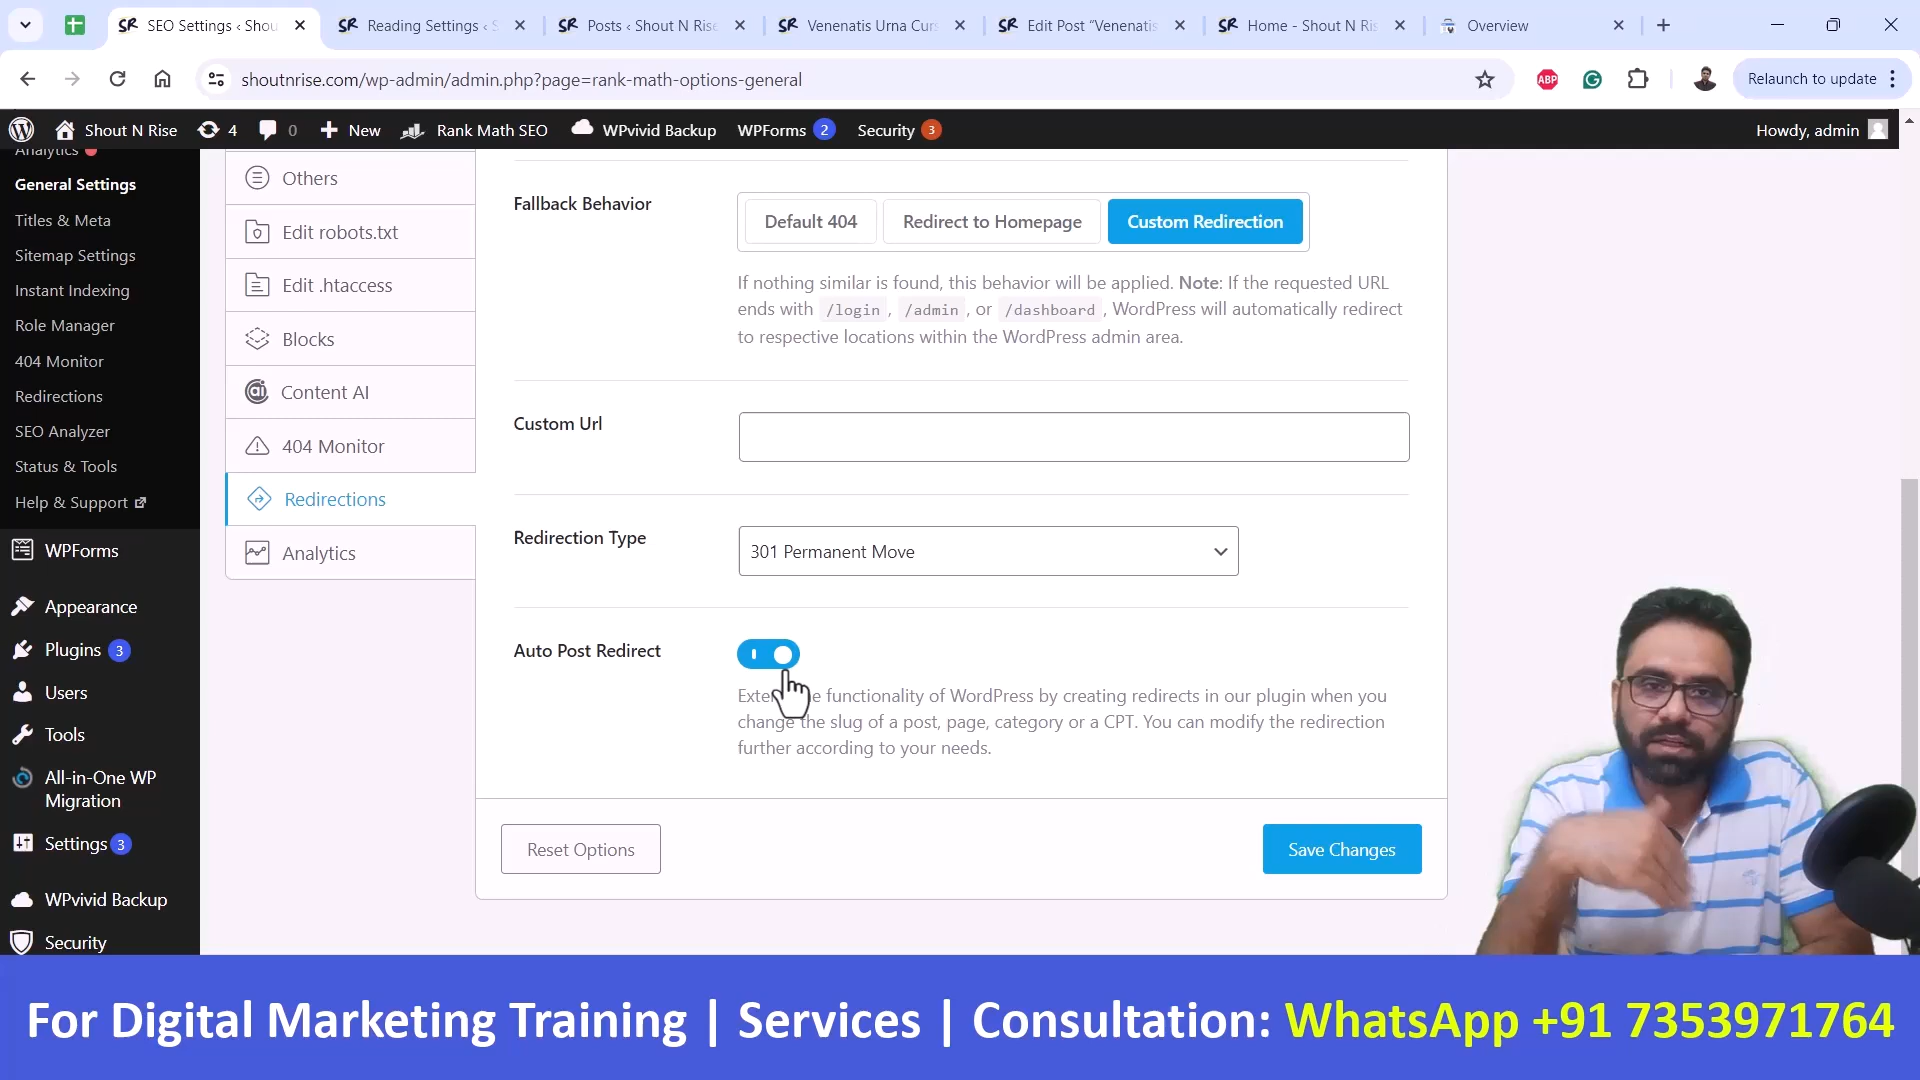 SEO Settings ‹ Shou
Reading Settings ‹ S
Posts ‹ Shout N Rise
Venenatis Urna Curs
Edit Post “Venenatis
Home - Shout N Ris
Overview
shoutnrise.com/wp-admin/admin.php?page=rank-math-options-general
ABP
Relaunch to update
Shout N Rise
4
0
New
Rank Math SEO
WPvivid Backup
WPForms 2
Security 3
Howdy, admin
Analytics
General Settings
Titles & Meta
Sitemap Settings
Instant Indexing
Role Manager
404 Monitor
Redirections
SEO Analyzer
Status & Tools
Help & Support
WPForms
Appearance
Plugins 3
Users
Tools
All-in-One WP
Migration
Settings 3
WPvivid Backup
Security
Others
Edit robots.txt
Edit .htaccess
Blocks
Content AI
404 Monitor
Redirections
Analytics
Fallback Behavior
Default 404
Redirect to Homepage
Custom Redirection
If nothing similar is found, this behavior will be applied. Note: If the requested URL
ends with /login, /admin, or /dashboard, WordPress will automatically redirect
to respective locations within the WordPress admin area.
Custom Url
Redirection Type
301 Permanent Move
Auto Post Redirect
functionality of WordPress by creating redirects in our plugin when you
change the slug of a post, page, category or a CPT. You can modify the redirection
further according to your needs.
Reset Options
Save Changes
For Digital Marketing Training | Services | Consultation: WhatsApp +91 7353971764